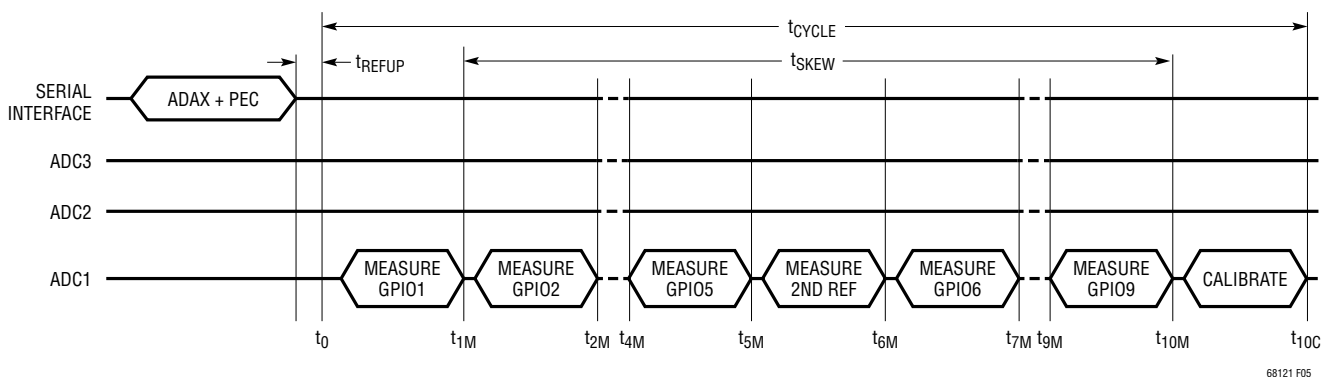 tCYCLE
tREFUP
tSKEW
SERIAL
INTERFACE
ADAX + PEC
ADC3
ADC2
ADC1
MEASURE
GPIO1
MEASURE
GPIO2
MEASURE
GPIO5
MEASURE
2ND REF
MEASURE
GPIO6
MEASURE
GPIO9
CALIBRATE
t0
t1M
t2M
t4M
t5M
t6M
t7M
t9M
t10M
t10C
68121 F05